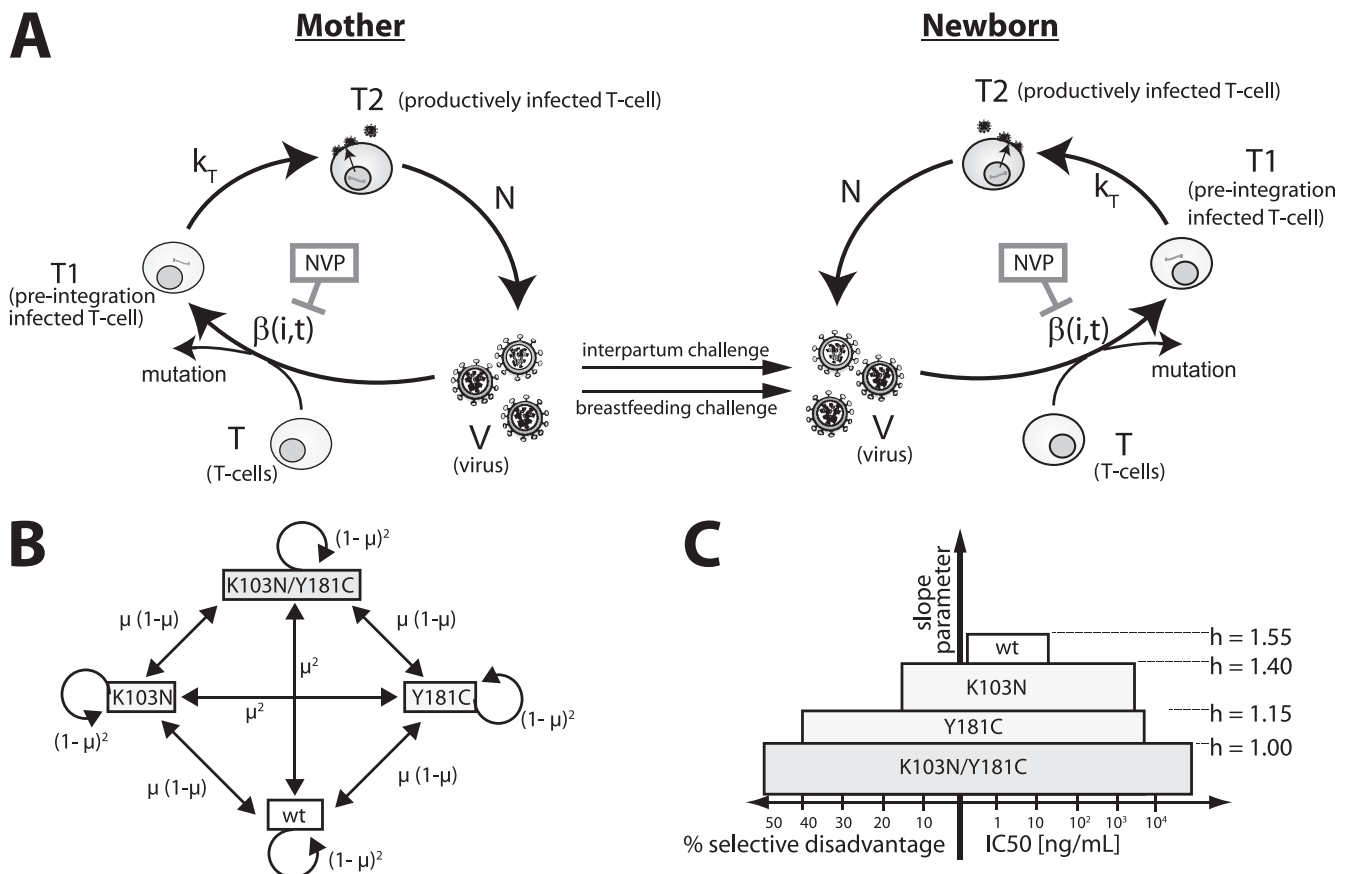 A
Mother
Newborn
T2 (productively infected T-cell)
T2 (productively infected T-cell)
k_T
N
N
k_T
T1
(pre-integration
infected T-cell)
NVP
NVP
T1
(pre-integration
infected T-cell)
β(i,t)
β(i,t)
mutation
mutation
interpartum challenge
breastfeeding challenge
T
(T-cells)
V
(virus)
V
(virus)
T
(T-cells)
B
(1- μ)²
K103N/Y181C
μ (1-μ)
μ (1-μ)
μ²
K103N
Y181C
μ²
(1- μ)²
(1- μ)²
μ (1-μ)
μ (1-μ)
wt
(1- μ)²
C
slope
parameter
wt
h = 1.55
h = 1.40
K103N
h = 1.15
Y181C
h = 1.00
K103N/Y181C
50 40 30 20 10 1 10 10² 10³ 10⁴
% selective disadvantage IC50 [ng/mL]